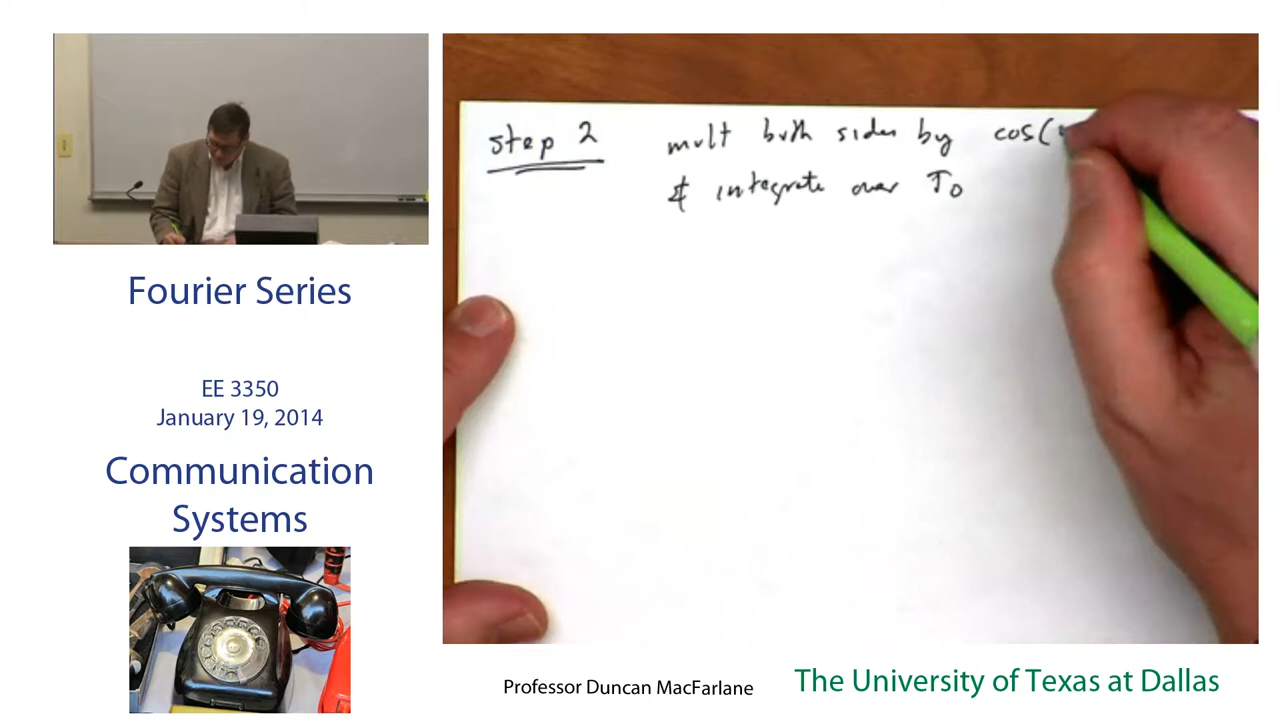 step 2 mult both sides by cos(
& integrate over T0
Fourier Series
EE 3350
January 19, 2014
Communication
Systems
Professor Duncan MacFarlane
The University of Texas at Dallas